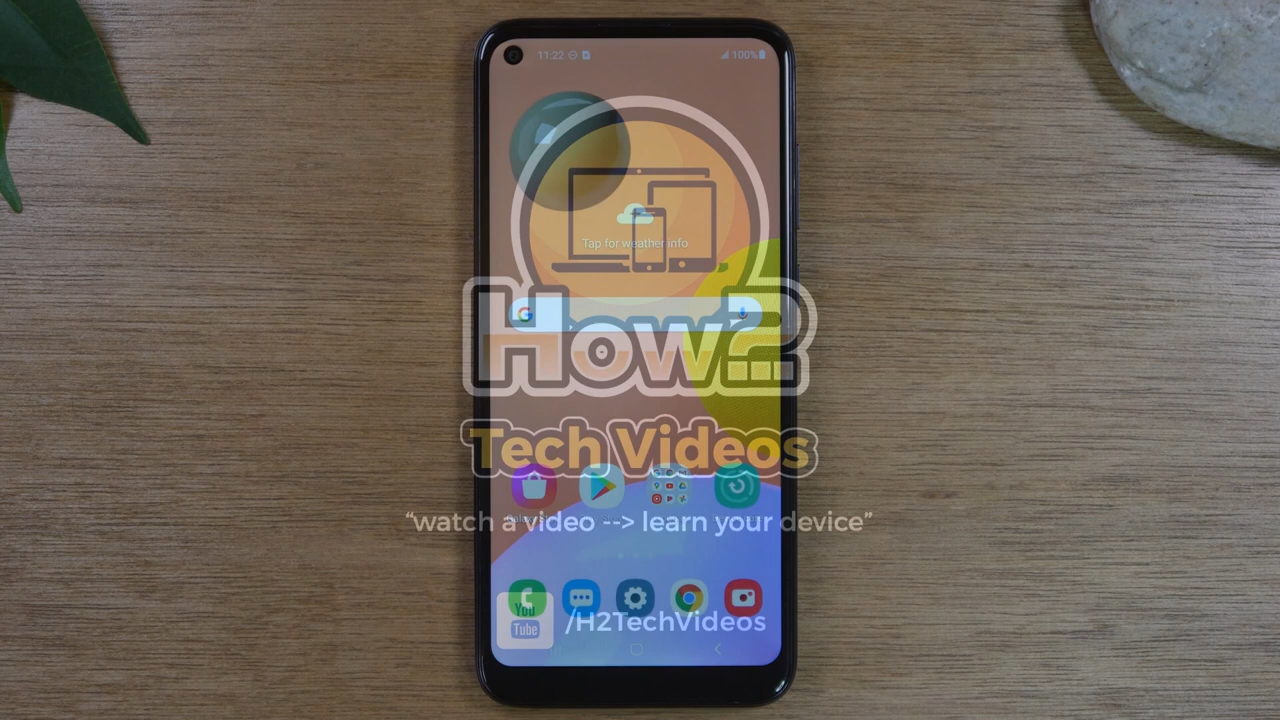 11:22
100%
Tap for weather info
How2
Tech Videos
“watch a video --> learn your device”
You
Tube
/H2TechVideos